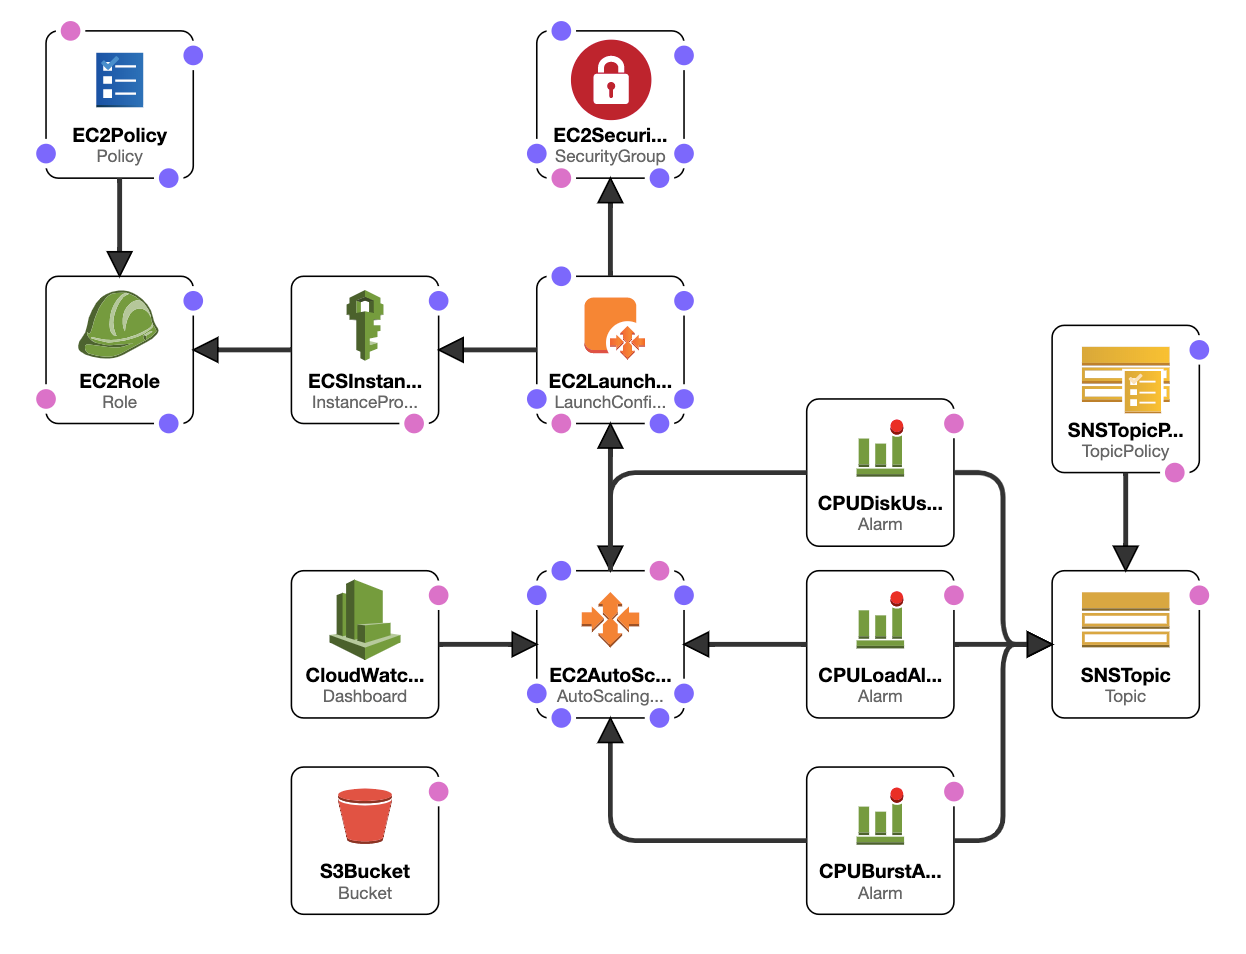 EC2Policy
Policy
EC2Securi...
SecurityGroup
EC2Role
Role
ECSInstan...
InstancePro...
EC2Launch...
LaunchConfi...
CPUDiskUs...
Alarm
SNSTopicP...
TopicPolicy
CloudWatc...
Dashboard
EC2AutoSc...
AutoScaling...
CPULoadAl...
Alarm
SNSTopic
Topic
S3Bucket
Bucket
CPUBurstA...
Alarm